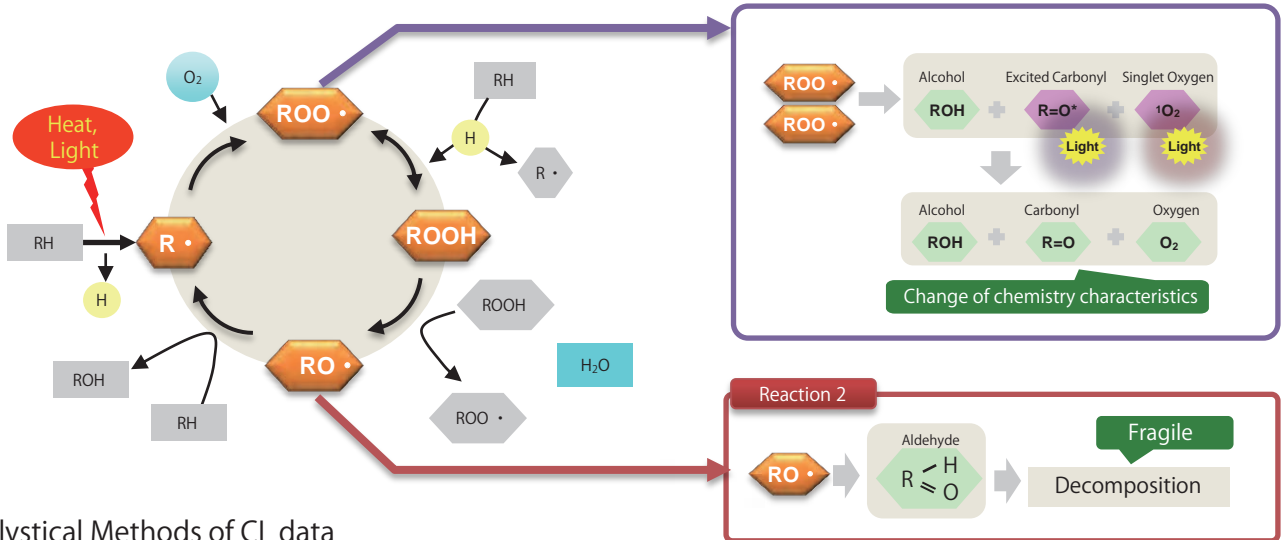 O₂
ROO •
RH
Heat,
Light
H
R •
RH
R •
ROOH
H
ROOH
RO •
H₂O
ROH
RH
ROO •
ROO •
ROO •
Alcohol Excited Carbonyl Singlet Oxygen
ROH + R=O* + ¹O₂
Light Light
Alcohol Carbonyl Oxygen
ROH + R=O + O₂
Change of chemistry characteristics
Reaction 2
Fragile
Aldehyde
RO •
R H
O
Decomposition
lystical Methods of CL data